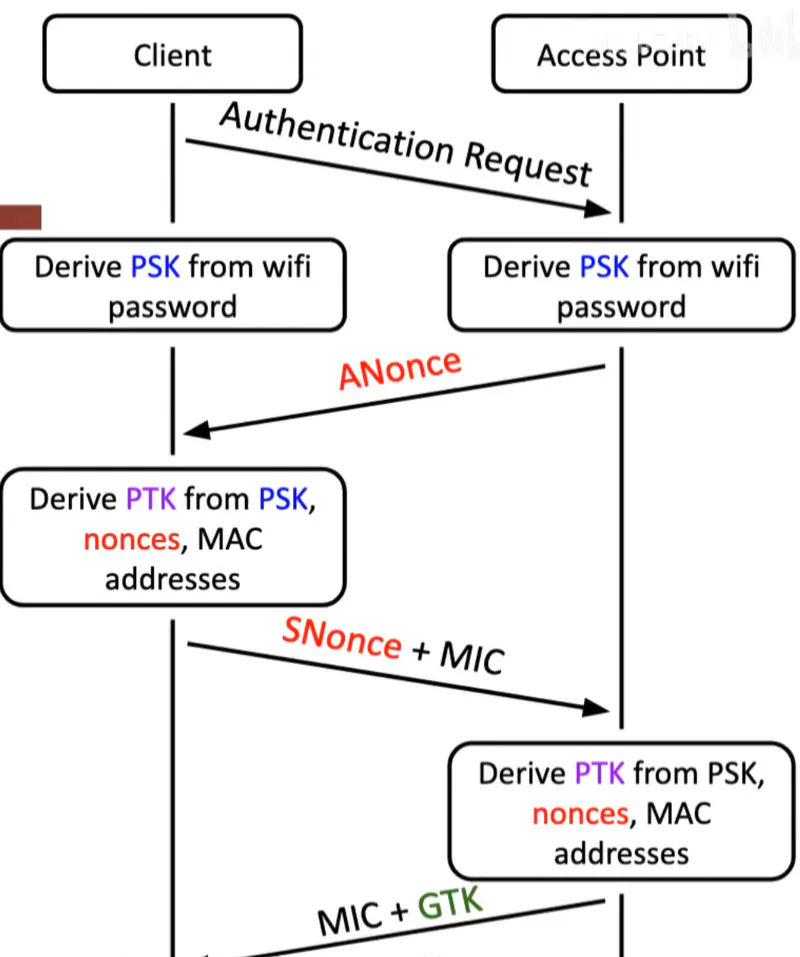 Client
Access Point
Authentication Request
Derive PSK from wifi
password
Derive PSK from wifi
password
ANonce
Derive PTK from PSK,
nonces, MAC
addresses
SNonce + MIC
Derive PTK from PSK,
nonces, MAC
addresses
MIC + GTK